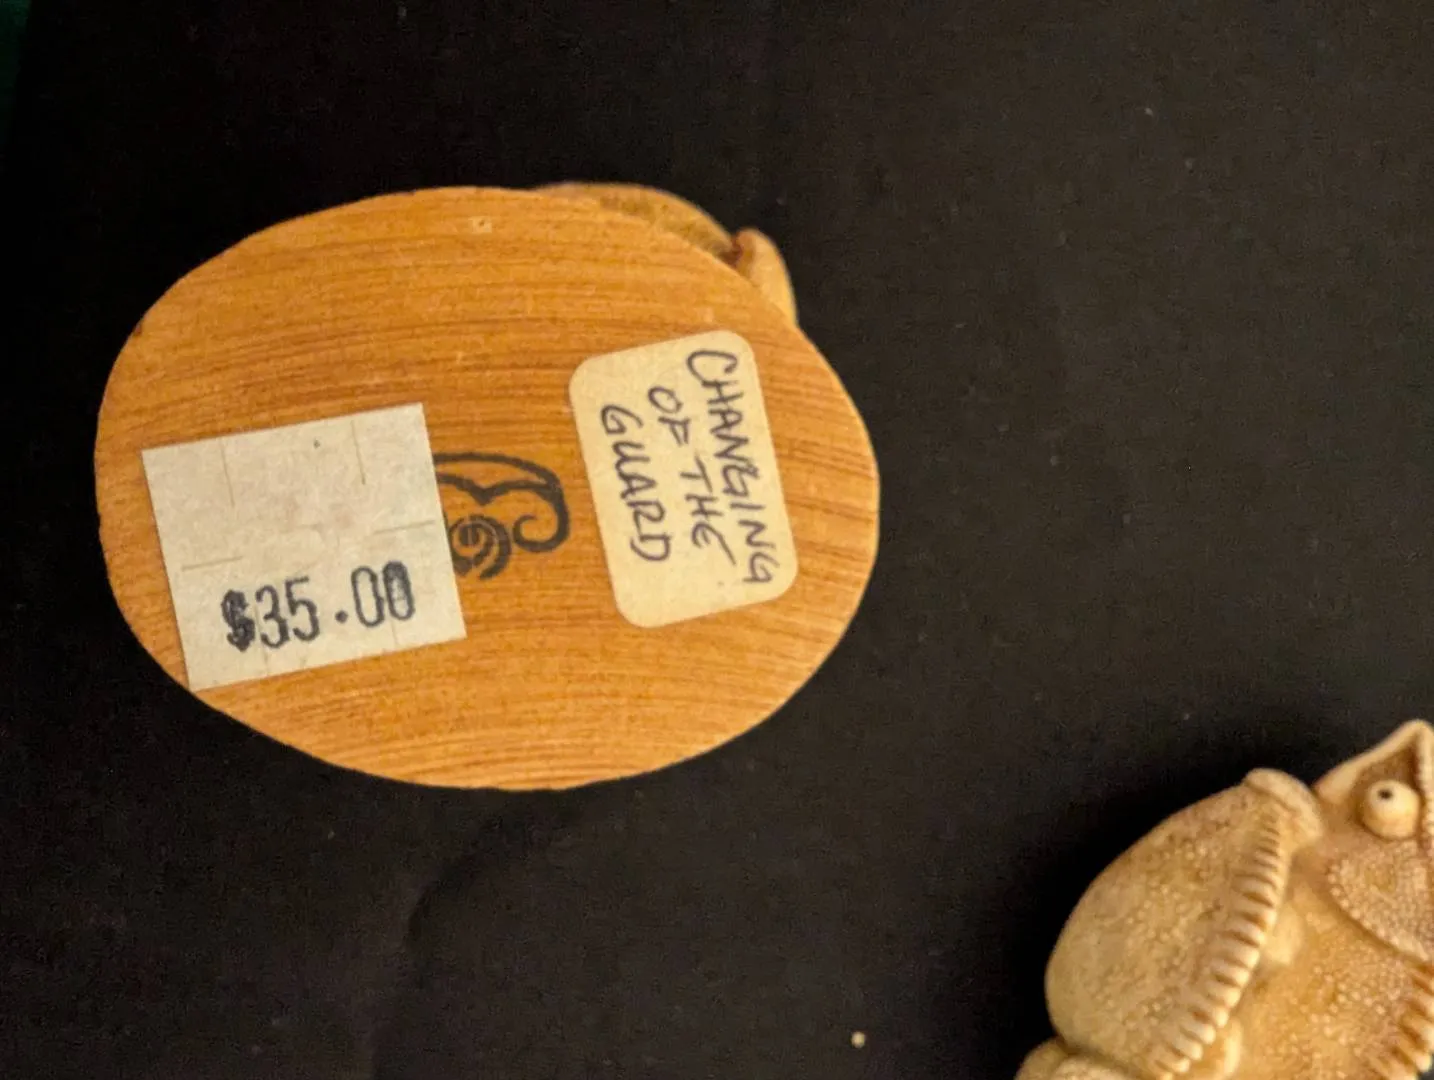 $35.00
CHANGING
OF THE
GUARD